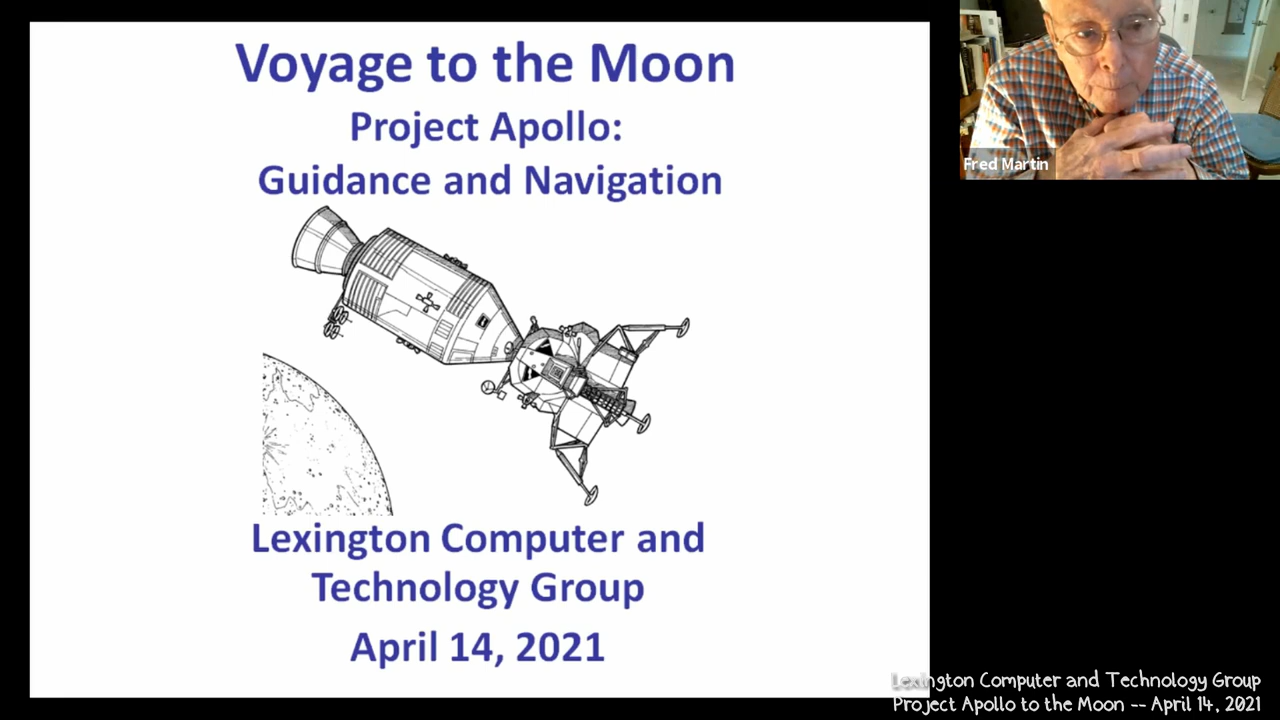 Voyage to the Moon
Project Apollo:
Guidance and Navigation
Lexington Computer and
Technology Group
April 14, 2021
Fred Martin
Lexington Computer and Technology Group
Project Apollo to the Moon -- April 14, 2021